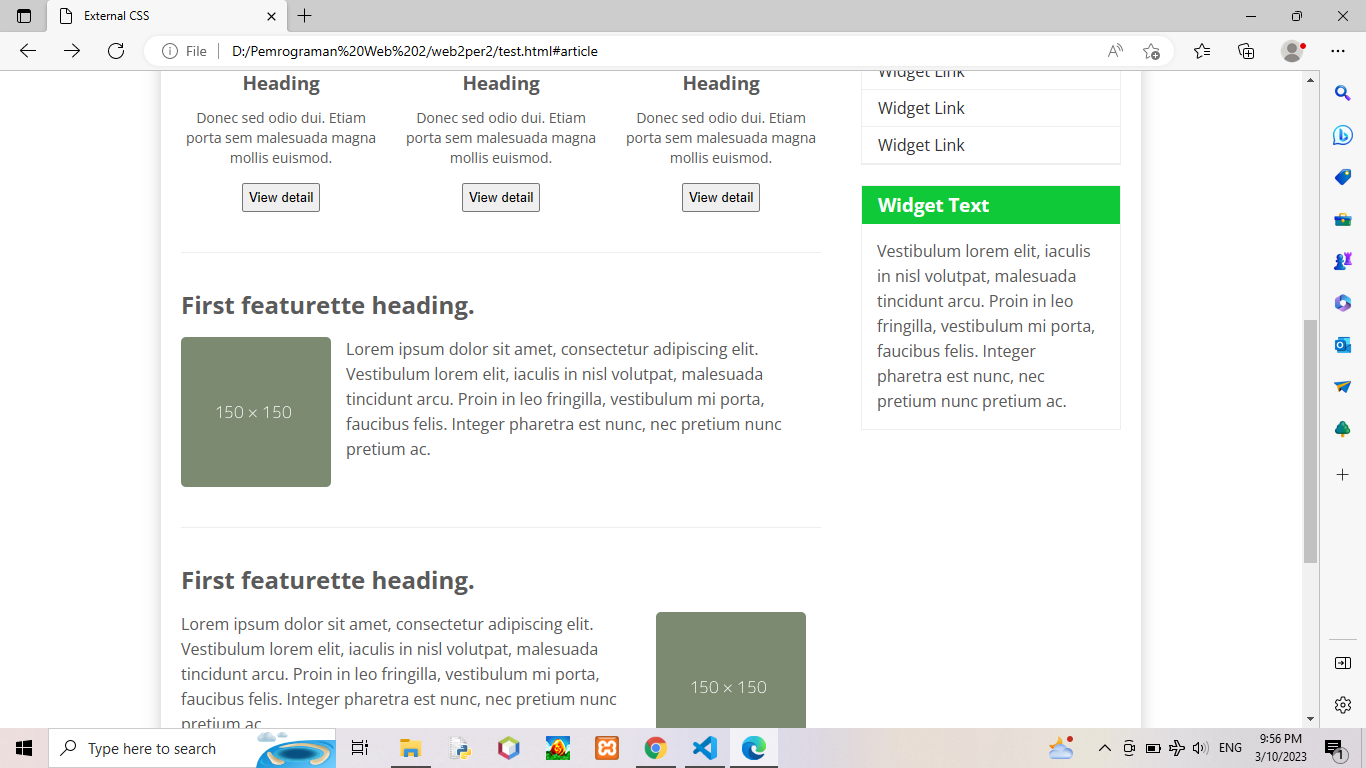 External CSS
File
D:/Pemrograman%20Web%202/web2per2/test.html#article
Heading
Donec sed odio dui. Etiam
porta sem malesuada magna
mollis euismod.
View detail
Heading
Donec sed odio dui. Etiam
porta sem malesuada magna
mollis euismod.
View detail
Heading
Donec sed odio dui. Etiam
porta sem malesuada magna
mollis euismod.
View detail
First featurette heading.
150 × 150
Lorem ipsum dolor sit amet, consectetur adipiscing elit.
Vestibulum lorem elit, iaculis in nisl volutpat, malesuada
tincidunt arcu. Proin in leo fringilla, vestibulum mi porta,
faucibus felis. Integer pharetra est nunc, nec pretium nunc
pretium ac.
First featurette heading.
Lorem ipsum dolor sit amet, consectetur adipiscing elit.
Vestibulum lorem elit, iaculis in nisl volutpat, malesuada
tincidunt arcu. Proin in leo fringilla, vestibulum mi porta,
faucibus felis. Integer pharetra est nunc, nec pretium nunc
pretium ac.
150 × 150
Widget Link
Widget Link
Widget Link
Widget Text
Vestibulum lorem elit, iaculis
in nisl volutpat, malesuada
tincidunt arcu. Proin in leo
fringilla, vestibulum mi porta,
faucibus felis. Integer
pharetra est nunc, nec
pretium nunc pretium ac.
Type here to search
ENG
9:56 PM
3/10/2023
1